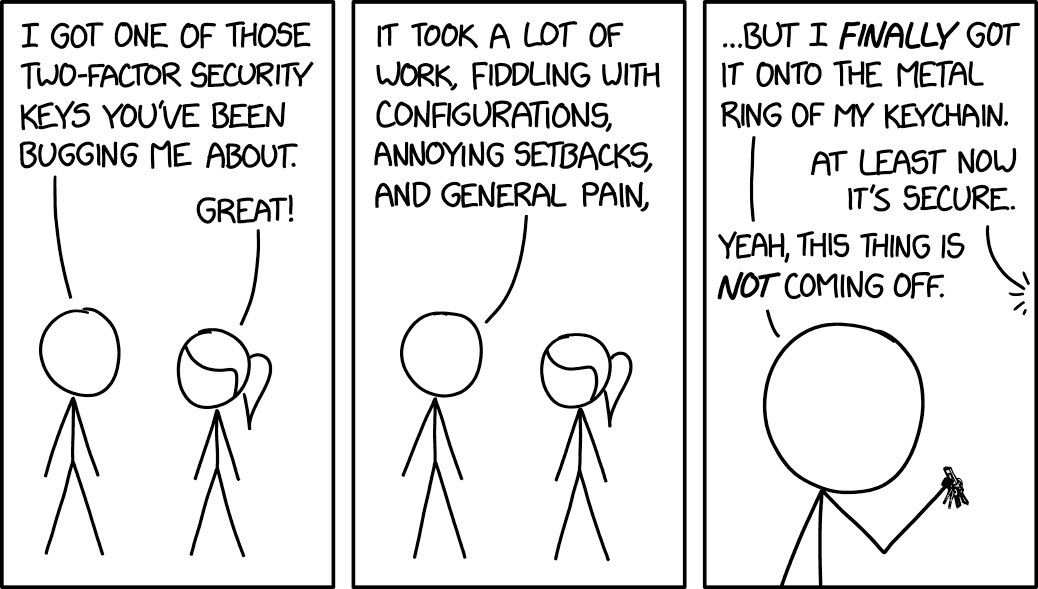 I GOT ONE OF THOSE
TWO-FACTOR SECURITY
KEYS YOU'VE BEEN
BUGGING ME ABOUT.
GREAT!
IT TOOK A LOT OF
WORK, FIDDLING WITH
CONFIGURATIONS,
ANNOYING SETBACKS,
AND GENERAL PAIN,
...BUT I FINALLY GOT
IT ONTO THE METAL
RING OF MY KEYCHAIN.
AT LEAST NOW
IT'S SECURE.
YEAH, THIS THING IS
NOT COMING OFF.